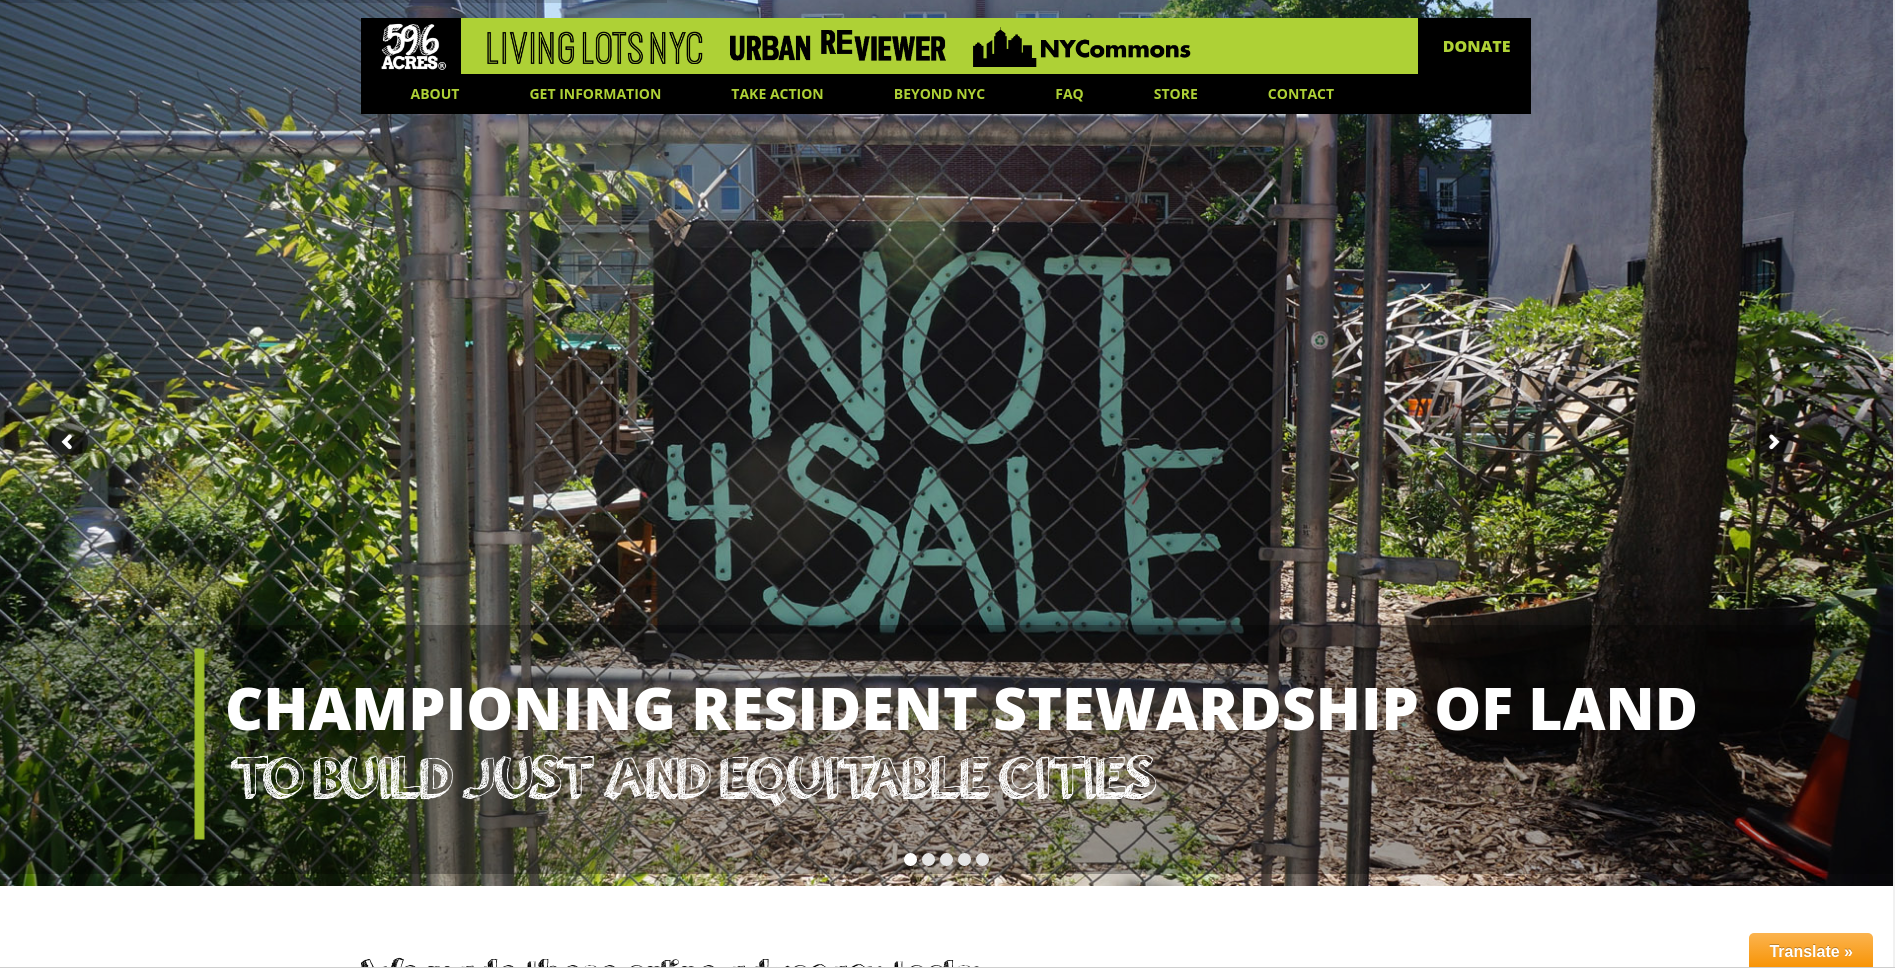 596
ACRES®
LIVING LOTS NYC
URBAN REVIEWER
NYCommons
DONATE
ABOUT
GET INFORMATION
TAKE ACTION
BEYOND NYC
FAQ
STORE
CONTACT
NOT
4 SALE
CHAMPIONING RESIDENT STEWARDSHIP OF LAND
TO BUILD JUST AND EQUITABLE CITIES
Translate »